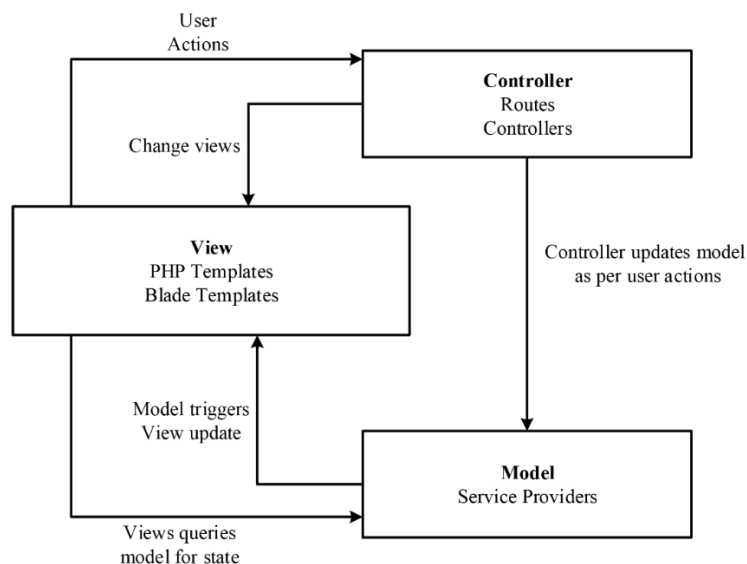 User
Actions
Controller
Routes
Controllers
Change views
View
PHP Templates
Blade Templates
Controller updates model
as per user actions
Model triggers
View update
Model
Service Providers
Views queries
model for state